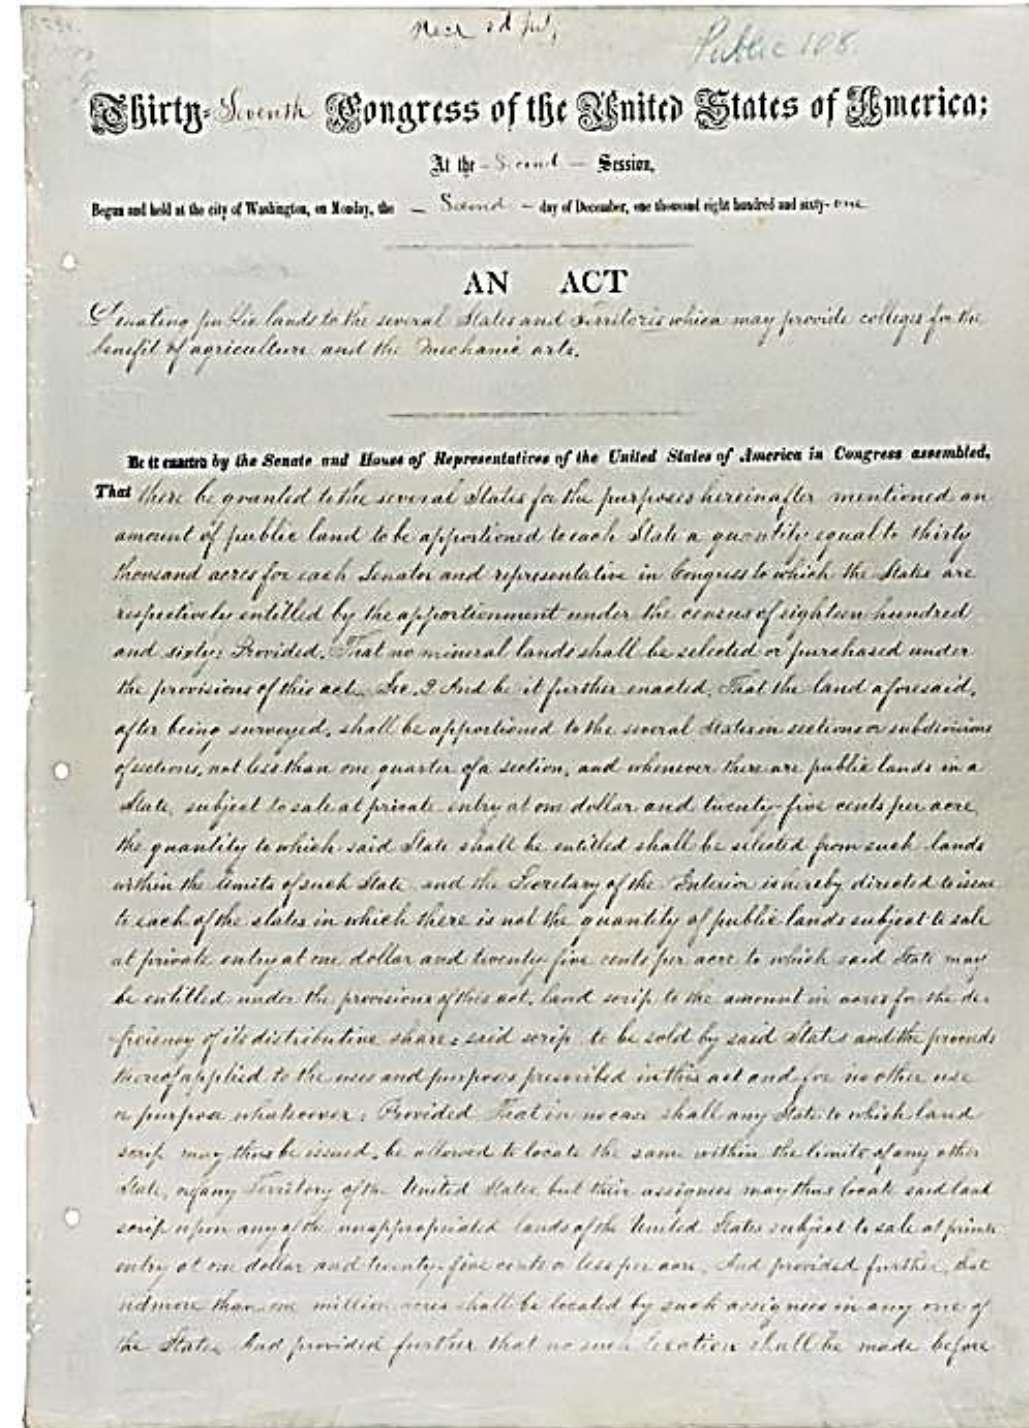 Public 108
Thirty-Seventh Congress of the United States of America;
At the - Second - Session,
Begun and held at the city of Washington, on Monday, the - Second - day of December, one thousand eight hundred and sixty-one
AN ACT
Donating public lands to the several States and Territories which may provide colleges for the
benefit of agriculture and the Mechanic arts.
Be it enacted by the Senate and House of Representatives of the United States of America in Congress assembled,
That there be granted to the several States for the purposes hereinafter mentioned an
amount of public land to be apportioned to each State a quantity equal to thirty
thousand acres for each Senator and representative in Congress to which the States are
respectively entitled by the apportionment under the census of eighteen hundred
and sixty: Provided, That no mineral lands shall be selected or purchased under
the provisions of this act. Sec. 2. And be it further enacted, That the land aforesaid,
after being surveyed, shall be apportioned to the several States in sections or subdivisions
of sections, not less than one quarter of a section, and whenever there are public lands in a
State, subject to sale at private entry at one dollar and twenty-five cents per acre,
the quantity to which said State shall be entitled shall be selected from such lands
within the limits of such State and the Secretary of the Interior is hereby directed to issue
to each of the states in which there is not the quantity of public lands subject to sale
at private entry at one dollar and twenty-five cents per acre to which said State may
be entitled under the provisions of this act, land scrip to the amount in acres for the de-
ficiency of its distributive share: said scrip to be sold by said States and the proceeds
thereof applied to the uses and purposes prescribed in this act and for no other use
or purpose whatsoever: Provided That in no case shall any State to which land
scrip may thus be issued, be allowed to locate the same within the limits of any other
State, or of any Territory of the United States but their assignees may thus locate said land
scrip upon any of the unappropriated lands of the United States subject to sale at private
entry at one dollar and twenty-five cents or less per acre. And provided further, that
not more than one million acres shall be located by such assignees in any one of
the States. And provided further that no such location shall be made before